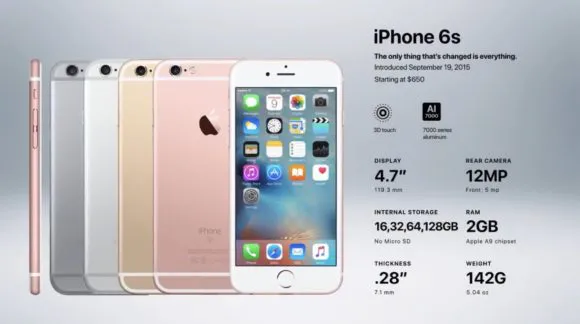 iPhone 6s
The only thing that's changed is everything.
Introduced September 19, 2015
Starting at $650
Al
7000
3D touch
7000 series
aluminum
DISPLAY
4.7"
119.3 mm
REAR CAMERA
12MP
Front : 5 mp
INTERNAL STORAGE
16,32,64,128GB
No Micro SD
RAM
2GB
Apple A9 chipset
THICKNESS
.28"
7.1 mm
WEIGHT
142G
5.04 oz
iPhone
S